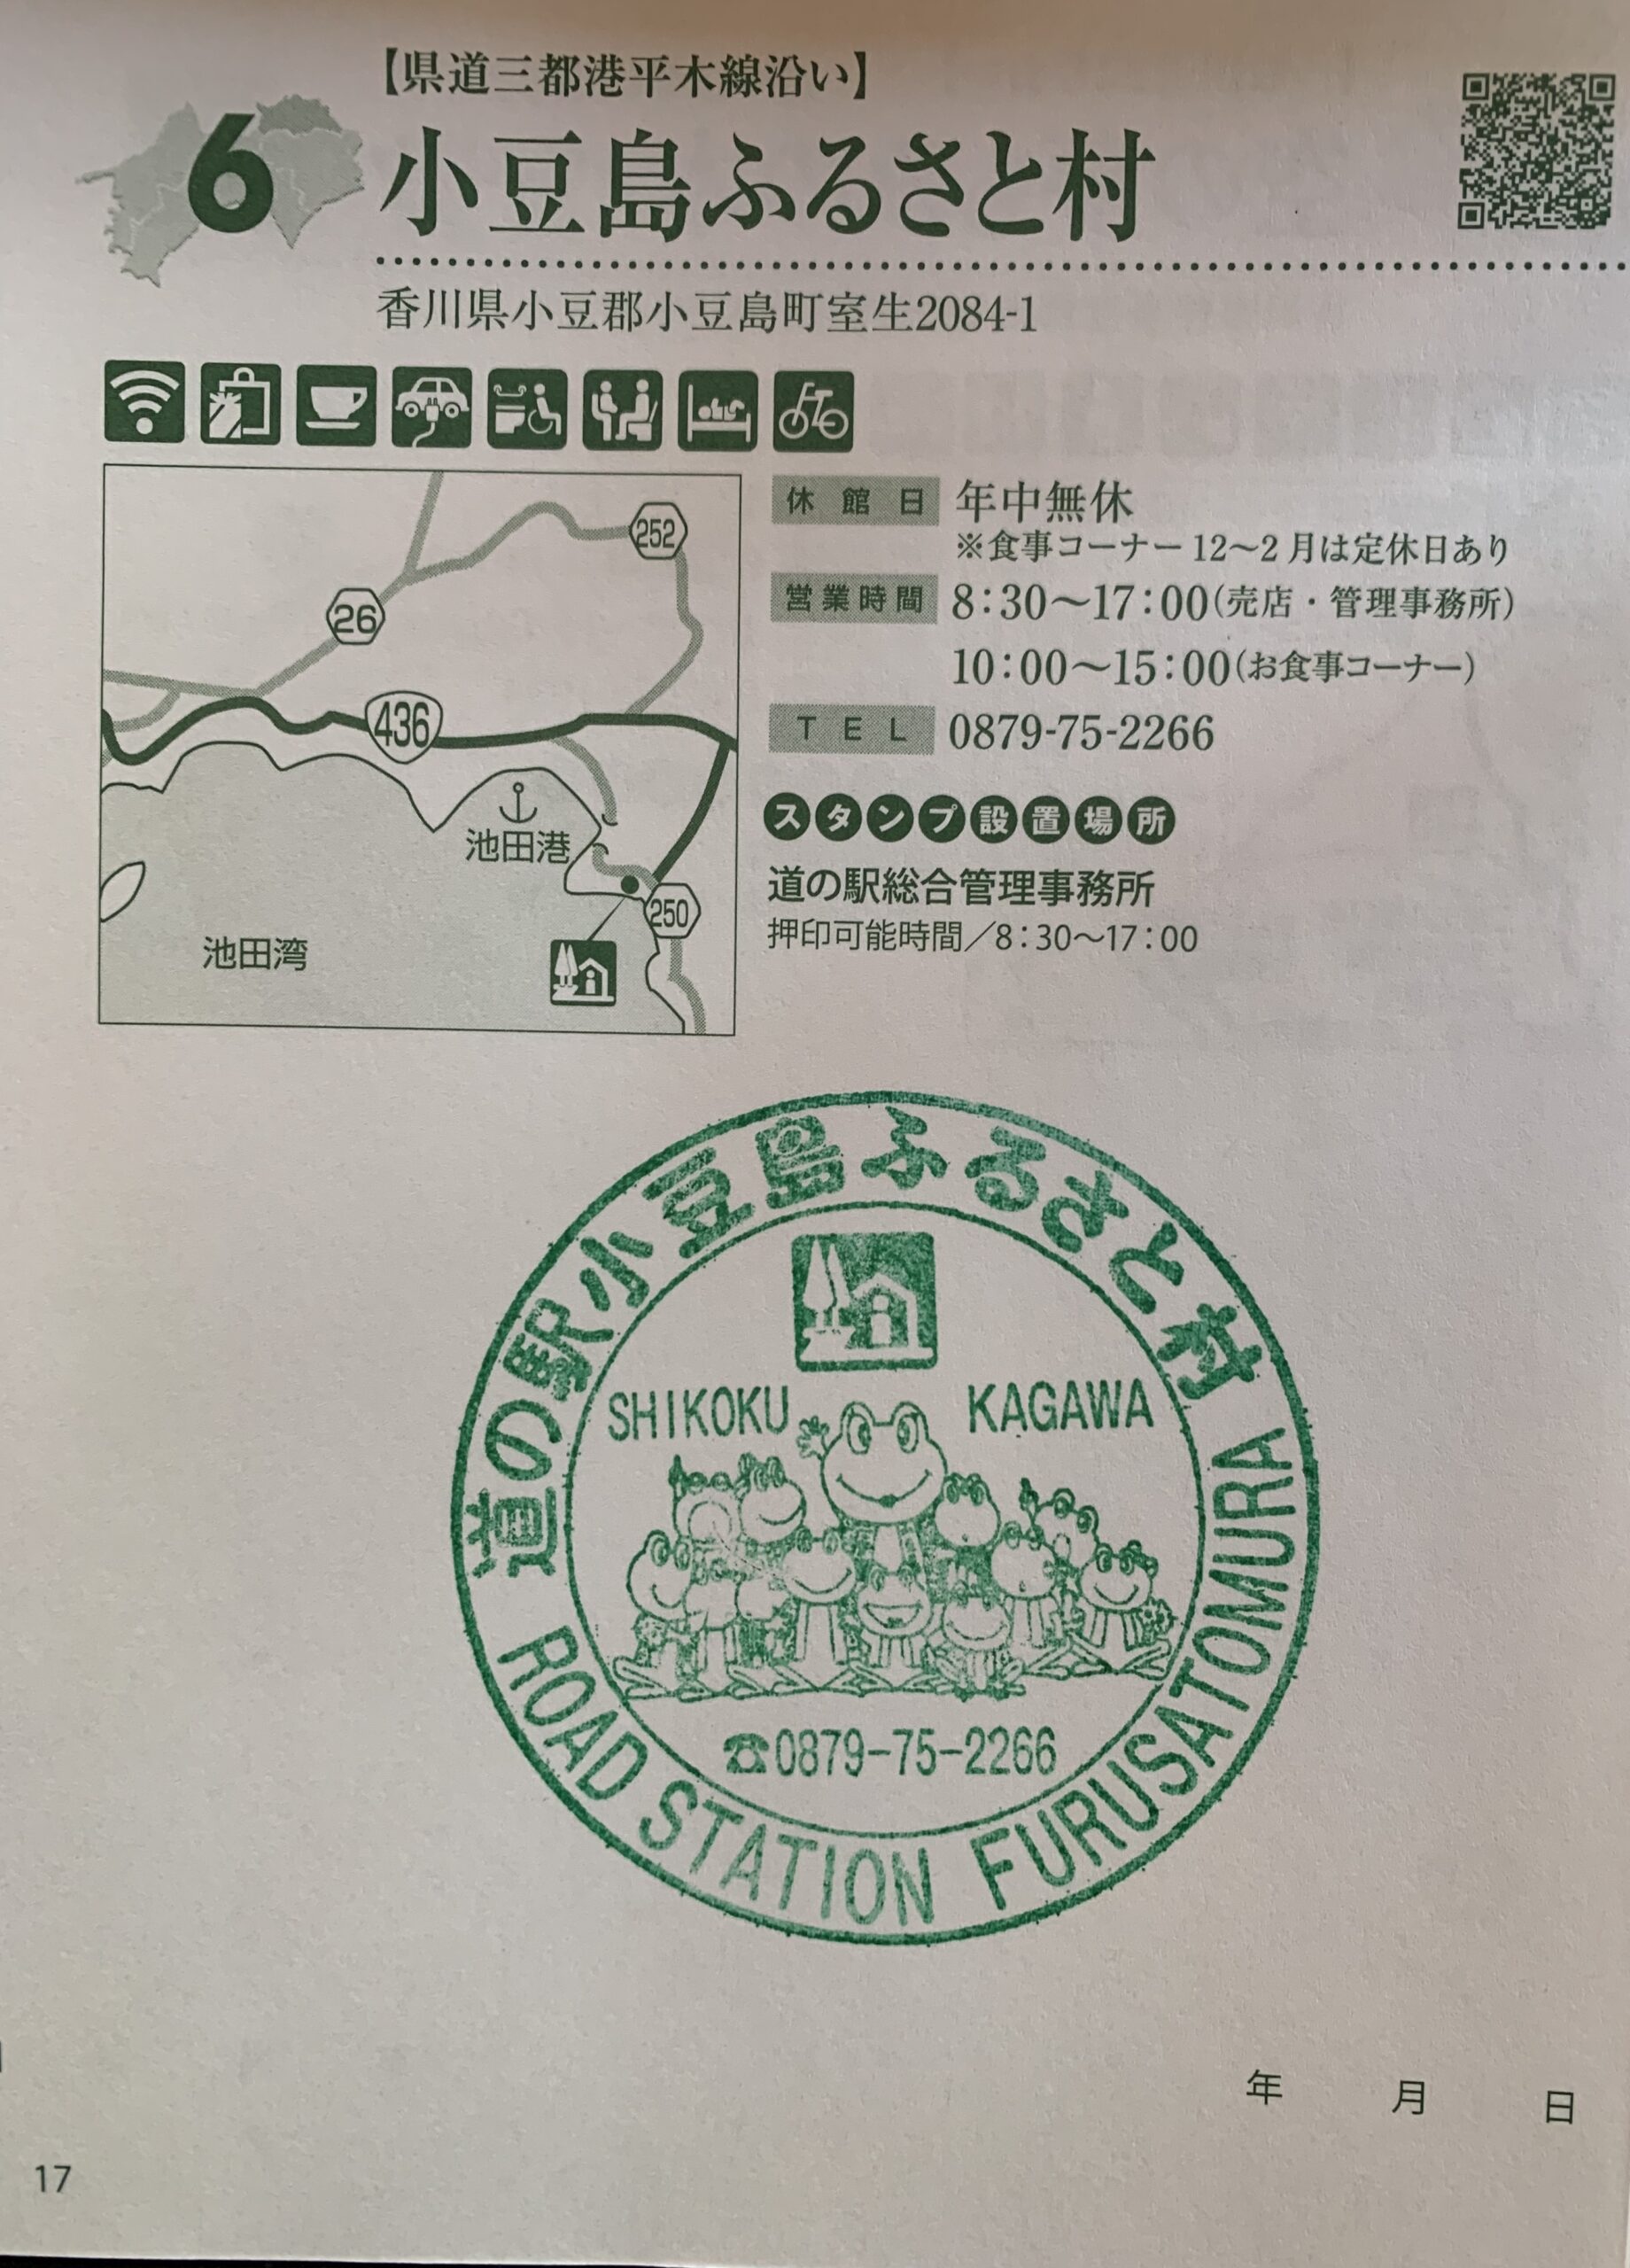 【県道三都港平木線沿い】
6
小豆島ふるさと村
香川県小豆郡小豆島町室生2084-1
休館日 年中無休
※食事コーナー12～2月は定休日あり
営業時間 8:30～17:00(売店・管理事務所)
10:00～15:00(お食事コーナー)
TEL 0879-75-2266
スタンプ設置場所
道の駅総合管理事務所
押印可能時間／8:30～17:00
252
26
436
池田港
250
池田湾
道の駅小豆島ふるさと村
SHIKOKU KAGAWA
☎0879-75-2266
ROAD STATION FURUSATOMURA
年 月 日
17